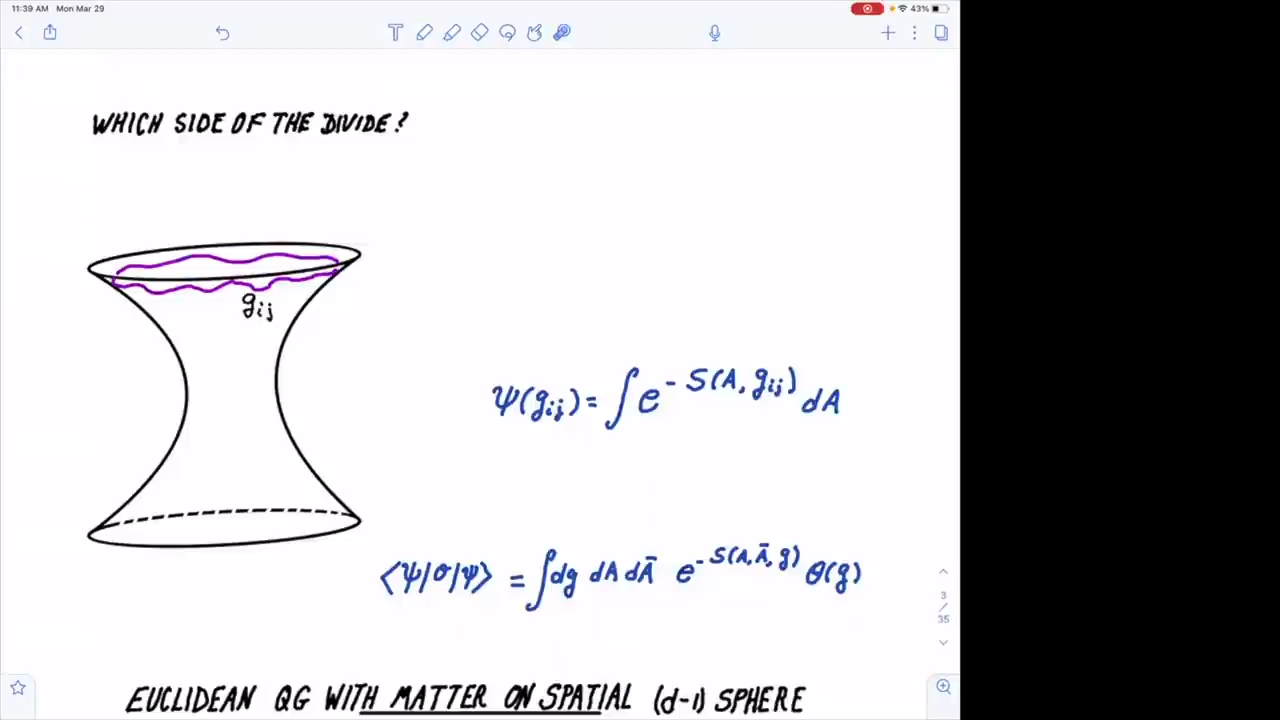 11:39 AM Mon Mar 29
43%
T
WHICH SIDE OF THE DIVIDE?
gij
Ψ(gij) = ∫ e^{-S(A, gij)} dA
⟨Ψ|σ|Ψ⟩ = ∫dg dA dĀ e^{-S(A, Ā, g)} θ(g)
3
/
35
EUCLIDEAN QG WITH MATTER ON SPATIAL (d-1) SPHERE